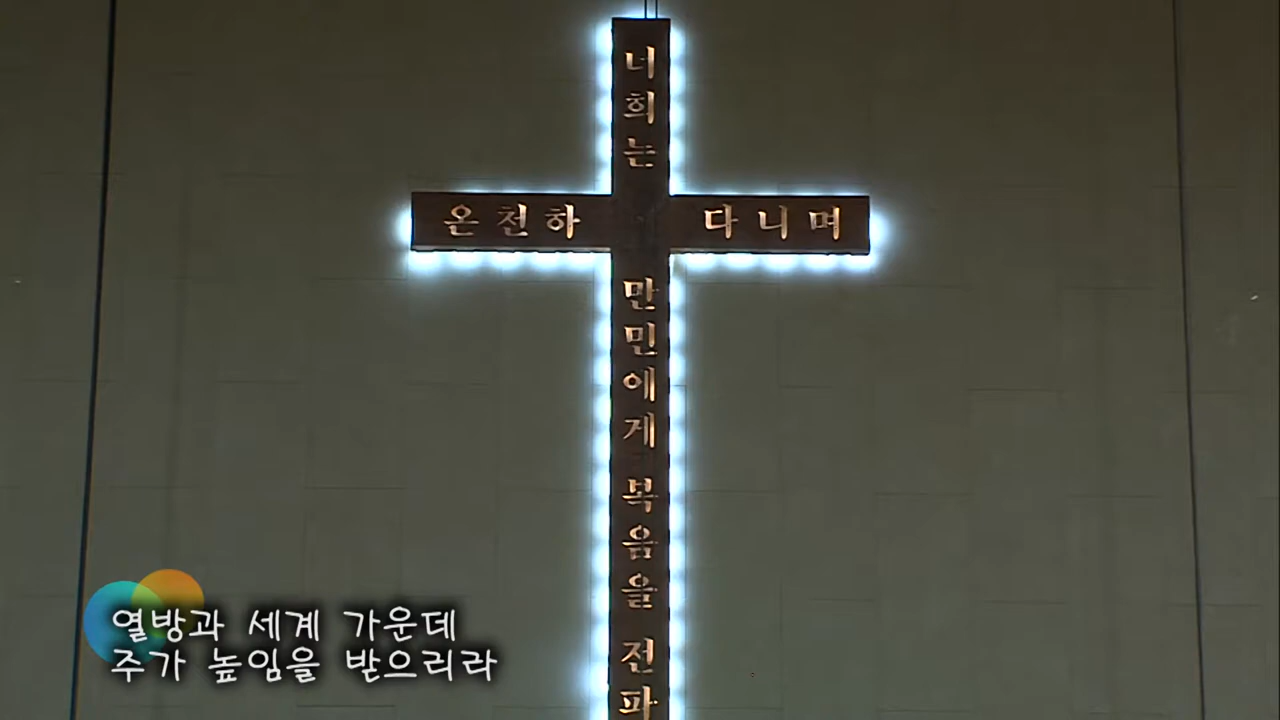 너희는
온천하 다니며
만민에게 복음을 전파
열방과 세계 가운데
주가 높임을 받으리라